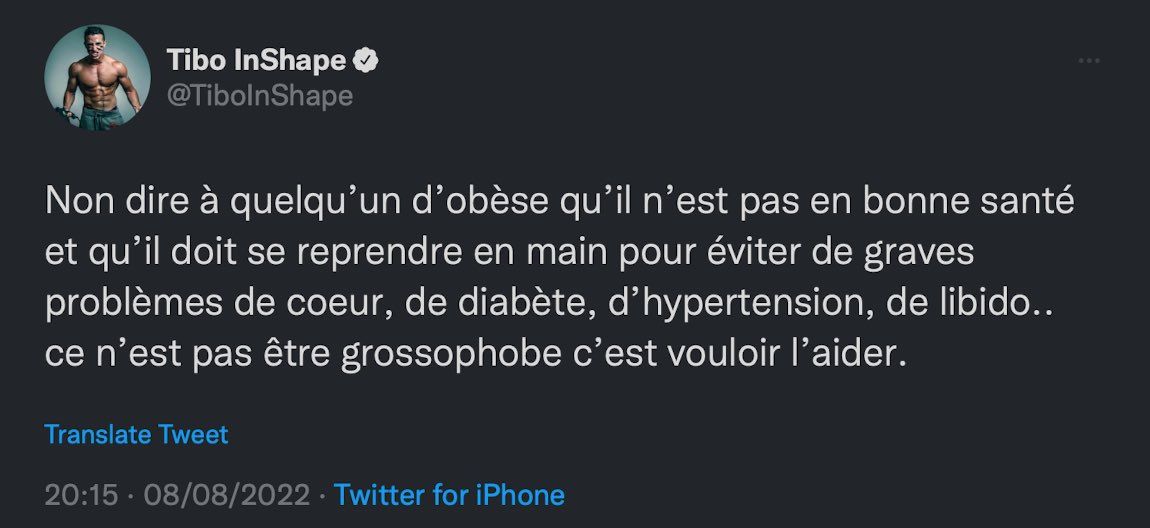 Tibo InShape
@TiboInShape
Non dire à quelqu’un d’obèse qu’il n’est pas en bonne santé
et qu’il doit se reprendre en main pour éviter de graves
problèmes de coeur, de diabète, d’hypertension, de libido..
ce n’est pas être grossophobe c’est vouloir l’aider.
Translate Tweet
20:15 · 08/08/2022 · Twitter for iPhone